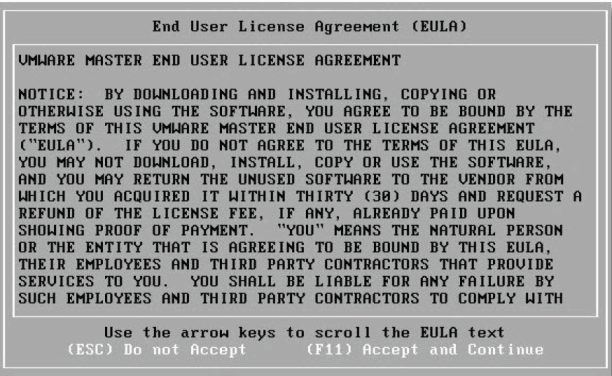 End User License Agreement (EULA)
VMWARE MASTER END USER LICENSE AGREEMENT
NOTICE:  BY DOWNLOADING AND INSTALLING, COPYING OR
OTHERWISE USING THE SOFTWARE, YOU AGREE TO BE BOUND BY THE
TERMS OF THIS VMWARE MASTER END USER LICENSE AGREEMENT
("EULA").  IF YOU DO NOT AGREE TO THE TERMS OF THIS EULA,
YOU MAY NOT DOWNLOAD, INSTALL, COPY OR USE THE SOFTWARE,
AND YOU MAY RETURN THE UNUSED SOFTWARE TO THE VENDOR FROM
WHICH YOU ACQUIRED IT WITHIN THIRTY (30) DAYS AND REQUEST A
REFUND OF THE LICENSE FEE, IF ANY, ALREADY PAID UPON
SHOWING PROOF OF PAYMENT.  "YOU" MEANS THE NATURAL PERSON
OR THE ENTITY THAT IS AGREEING TO BE BOUND BY THIS EULA,
THEIR EMPLOYEES AND THIRD PARTY CONTRACTORS THAT PROVIDE
SERVICES TO YOU.  YOU SHALL BE LIABLE FOR ANY FAILURE BY
SUCH EMPLOYEES AND THIRD PARTY CONTRACTORS TO COMPLY WITH
Use the arrow keys to scroll the EULA text
(ESC) Do not Accept (F11) Accept and Continue